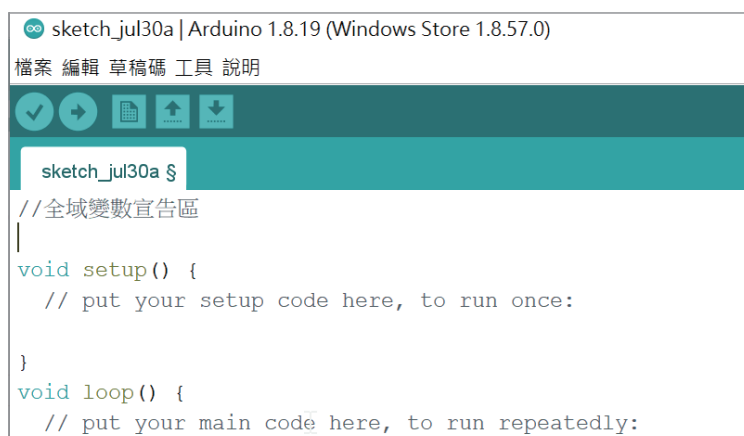 sketch_jul30a | Arduino 1.8.19 (Windows Store 1.8.57.0)
檔案 編輯 草稿碼 工具 說明
sketch_jul30a §
//全域變數宣告區
void setup() {
// put your setup code here, to run once:
}
void loop() {
// put your main code here, to run repeatedly: